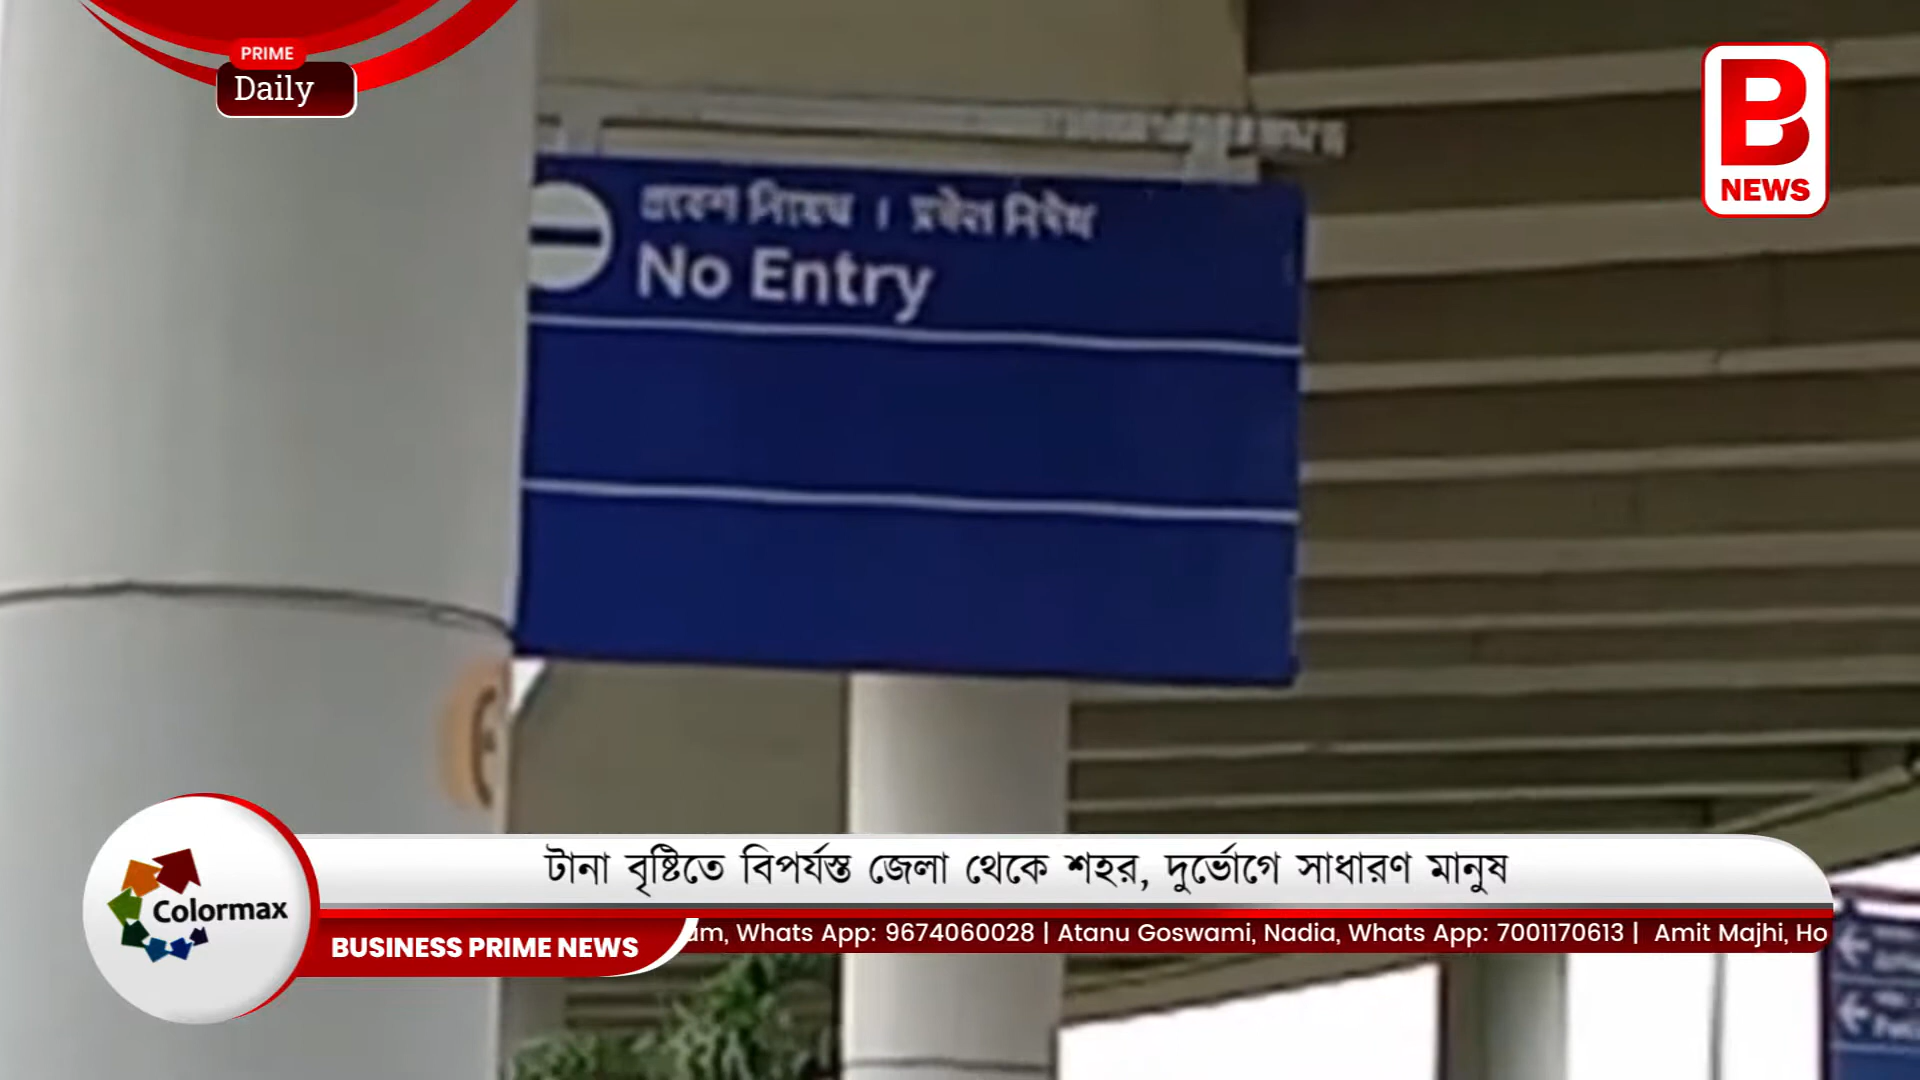 PRIME
Daily
B
NEWS
প্রবেশ নিষেধ । प्रवेश निषेध
No Entry
টানা বৃষ্টিতে বিপর্যস্ত জেলা থেকে শহর, দুর্ভোগে সাধারণ মানুষ
Colormax
BUSINESS PRIME NEWS
am, Whats App: 9674060028 | Atanu Goswami, Nadia, Whats App: 7001170613 | Amit Majhi, Ho